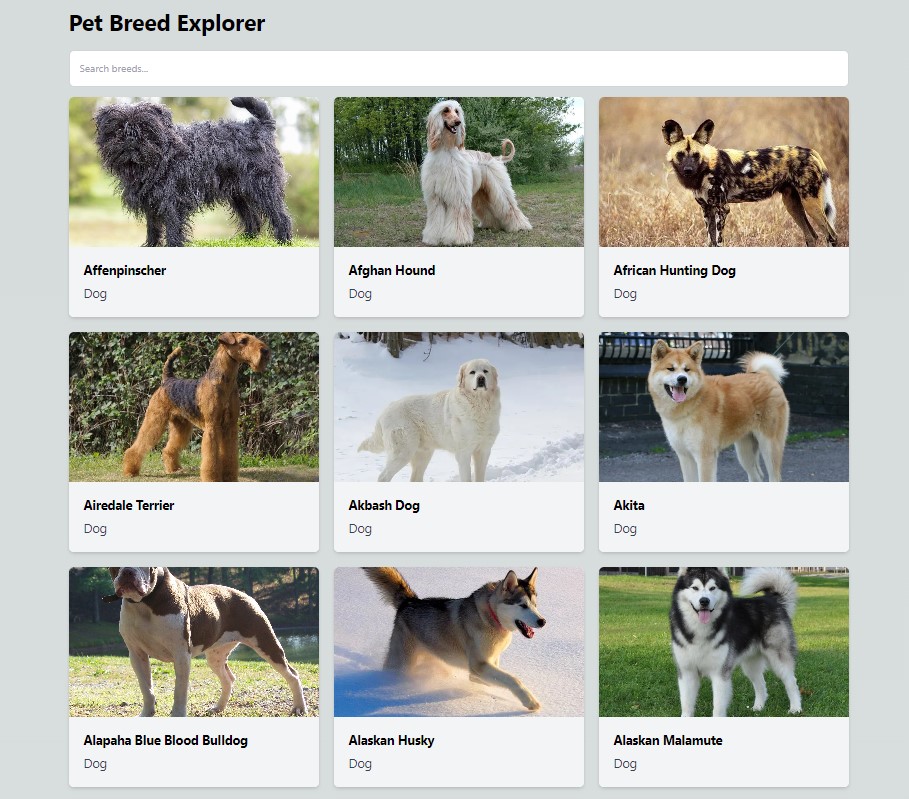 Pet Breed Explorer
Search breeds...
Affenpinscher
Dog
Afghan Hound
Dog
African Hunting Dog
Dog
Airedale Terrier
Dog
Akbash Dog
Dog
Akita
Dog
Alapaha Blue Blood Bulldog
Dog
Alaskan Husky
Dog
Alaskan Malamute
Dog